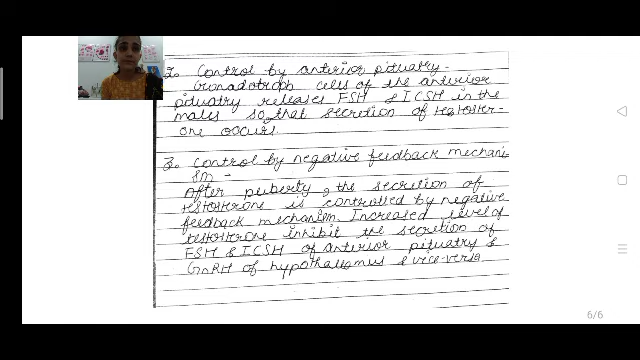 2. Control by anterior pituatry -
Gonadotroph cells of the anterior
pituatry releases FSH & ICSH in the
males so that secretion of testoster-
one occurs
3. Control by negative feedback mechani-
sm -
After puberty, the secretion of
testosterone is controlled by negative
feedback mechanism. Increased level of
testosterone inhibit the secretion of
FSH & ICSH of anterior pituatry &
GnRH of hypothalamus & vice-versa
6/6